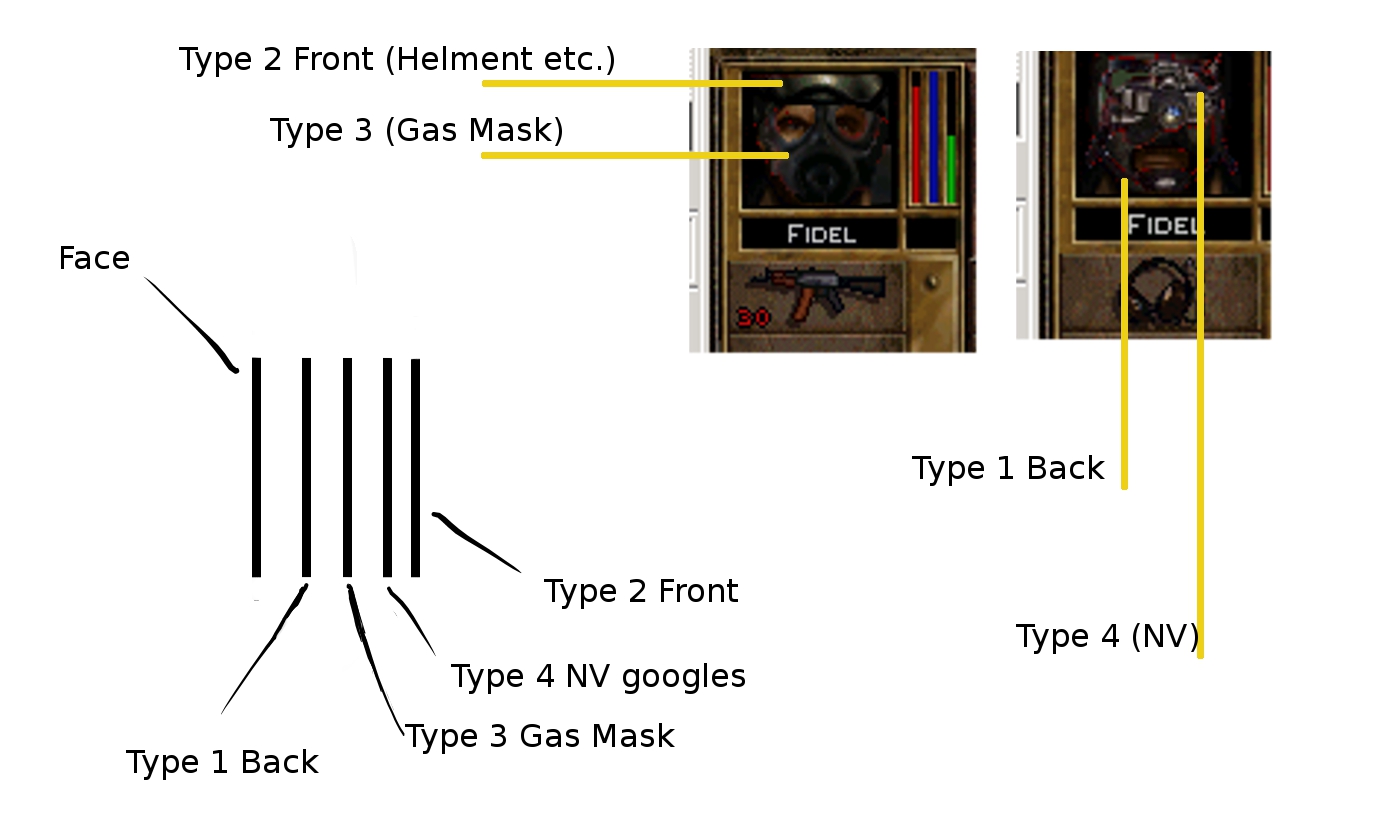 Type 2 Front (Helment etc.)
Type 3 (Gas Mask)
FIDEL
FIDEL
30
Face
Type 1 Back
Type 2 Front
Type 4 (NV)
Type 4 NV googles
Type 3 Gas Mask
Type 1 Back